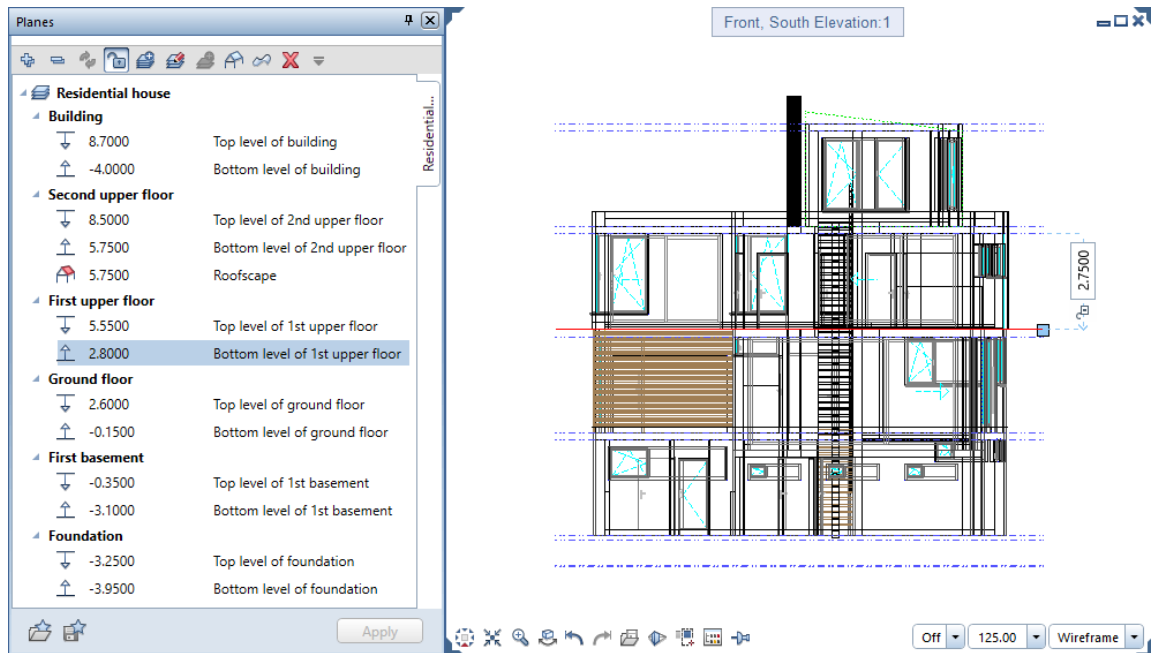 Planes
Residential house
Building
8.7000 Top level of building
-4.0000 Bottom level of building
Second upper floor
8.5000 Top level of 2nd upper floor
5.7500 Bottom level of 2nd upper floor
5.7500 Roofscape
First upper floor
5.5500 Top level of 1st upper floor
2.8000 Bottom level of 1st upper floor
Ground floor
2.6000 Top level of ground floor
-0.1500 Bottom level of ground floor
First basement
-0.3500 Top level of 1st basement
-3.1000 Bottom level of 1st basement
Foundation
-3.2500 Top level of foundation
-3.9500 Bottom level of foundation
Apply
Residential...
Front, South Elevation:1
2.7500
Off 125.00 Wireframe